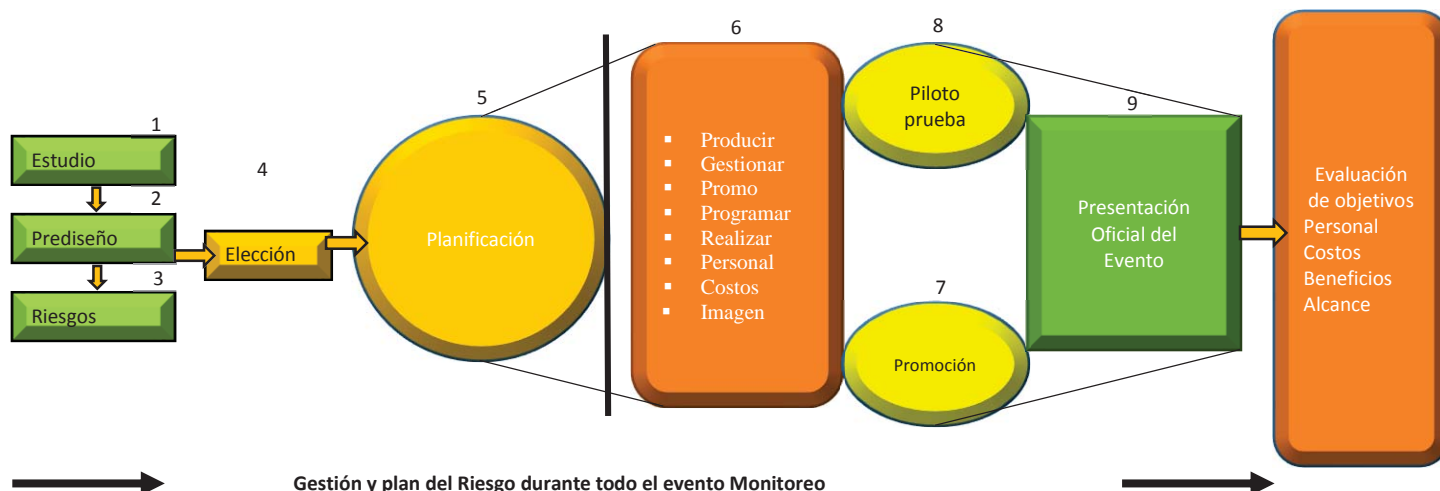 1
Estudio
2
Prediseño
3
Riesgos
4
Elección
5
Planificación
6
▪ Producir
▪ Gestionar
▪ Promo
▪ Programar
▪ Realizar
▪ Personal
▪ Costos
▪ Imagen
8
Piloto
prueba
7
Promoción
9
Presentación
Oficial del
Evento
Evaluación
de objetivos
Personal
Costos
Beneficios
Alcance
Gestión y plan del Riesgo durante todo el evento Monitoreo